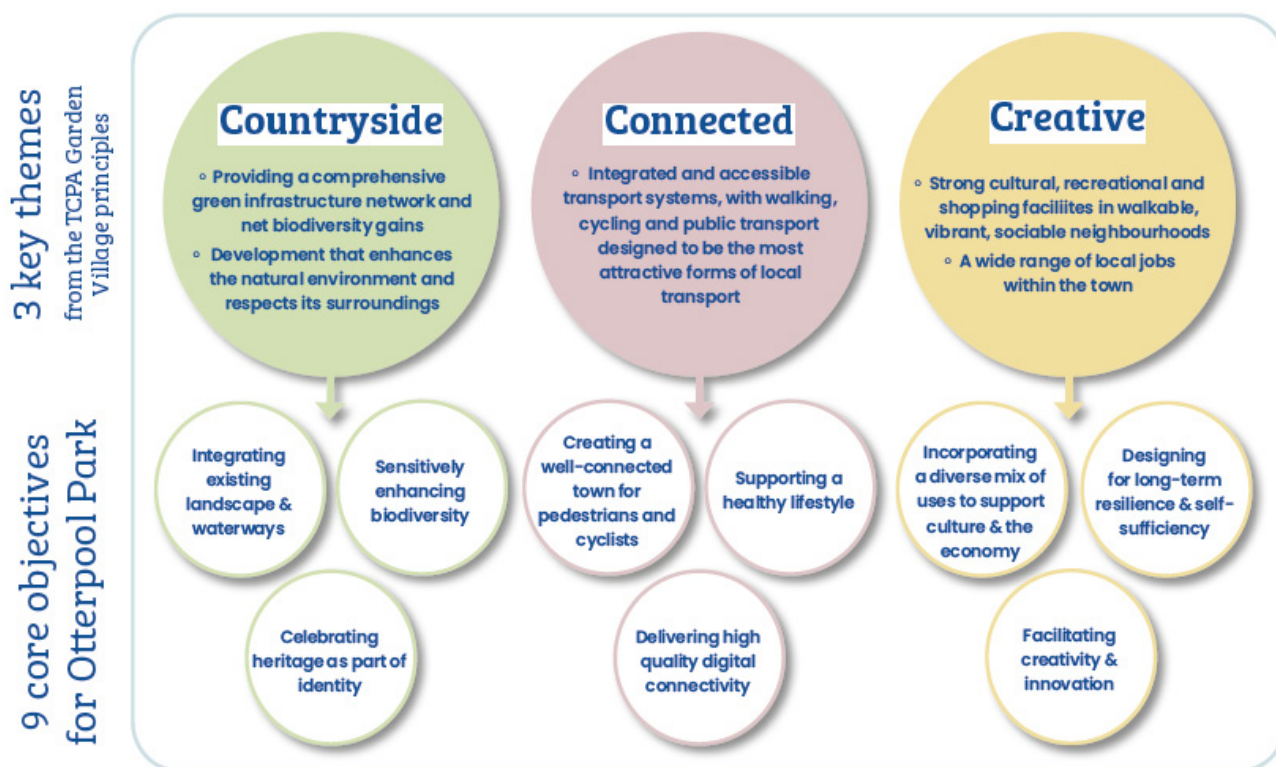 3 key themes
from the TCPA Garden
Village principles
Countryside
◦ Providing a comprehensive
green infrastructure network and
net biodiversity gains
◦ Development that enhances
the natural environment and
respects its surroundings
Connected
◦ Integrated and accessible
transport systems, with walking,
cycling and public transport
designed to be the most
attractive forms of local
transport
Creative
◦ Strong cultural, recreational and
shopping faciliites in walkable,
vibrant, sociable neighbourhoods
◦ A wide range of local jobs
within the town
9 core objectives
for Otterpool Park
Integrating
existing
landscape &
waterways
Sensitively
enhancing
biodiversity
Celebrating
heritage as part of
identity
Creating a
well-connected
town for
pedestrians and
cyclists
Supporting a
healthy lifestyle
Delivering high
quality digital
connectivity
Incorporating
a diverse mix of
uses to support
culture & the
economy
Designing
for long-term
resilience & self-
sufficiency
Facilitating
creativity &
innovation